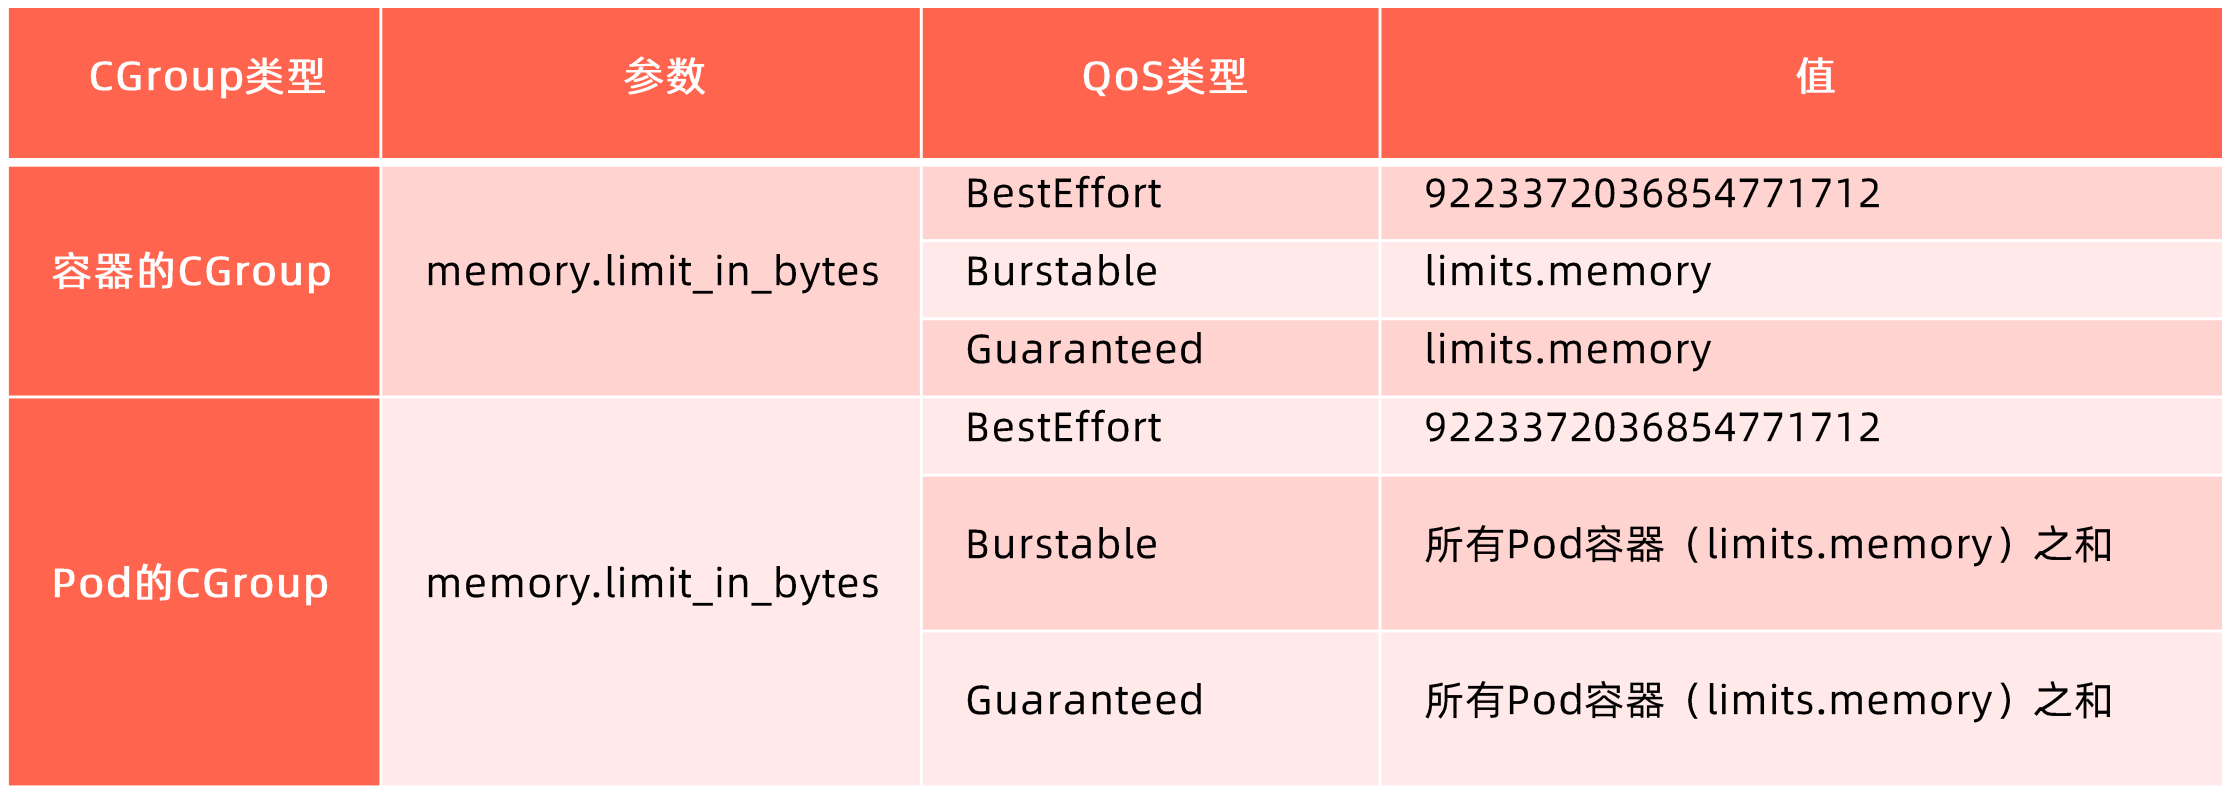 CGroup类型
参数
QoS类型
值
容器的CGroup
memory.limit_in_bytes
BestEffort
9223372036854771712
Burstable
limits.memory
Guaranteed
limits.memory
Pod的CGroup
memory.limit_in_bytes
BestEffort
9223372036854771712
Burstable
所有Pod容器（limits.memory）之和
Guaranteed
所有Pod容器（limits.memory）之和